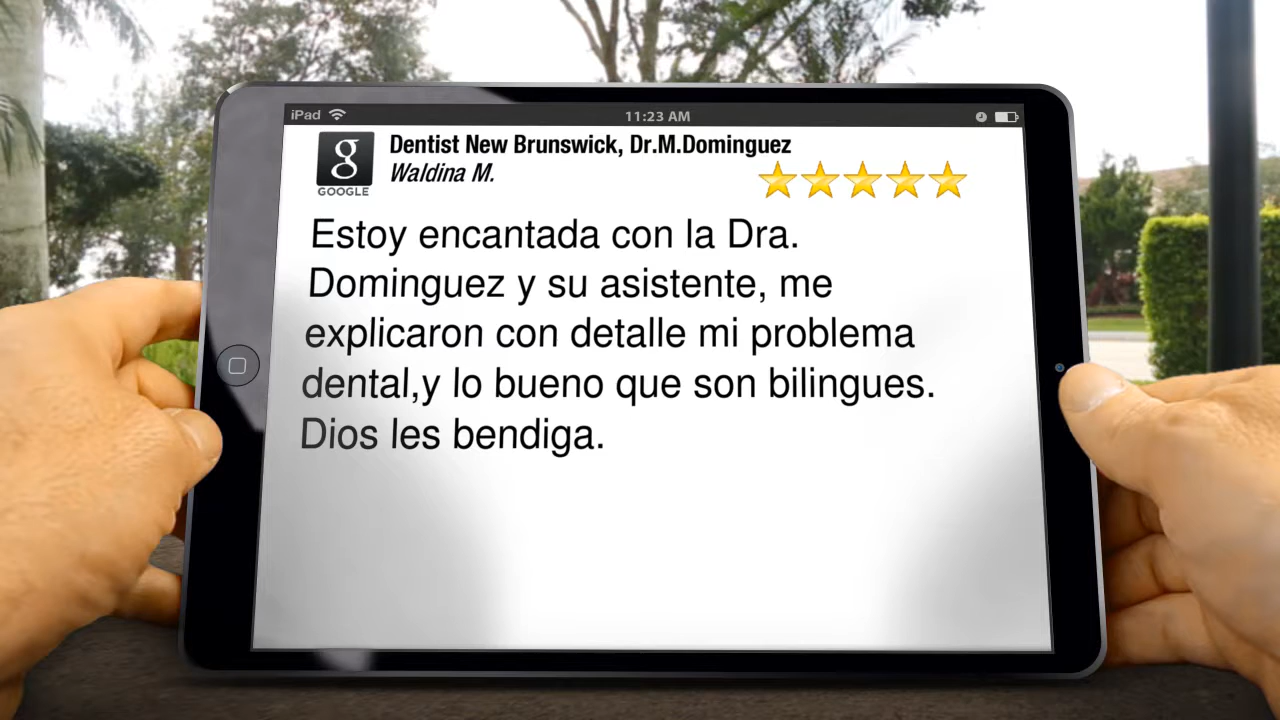 iPad
11:23 AM
g
GOOGLE
Dentist New Brunswick, Dr.M.Dominguez
Waldina M.
Estoy encantada con la Dra.
Dominguez y su asistente, me
explicaron con detalle mi problema
dental,y lo bueno que son bilingues.
Dios les bendiga.